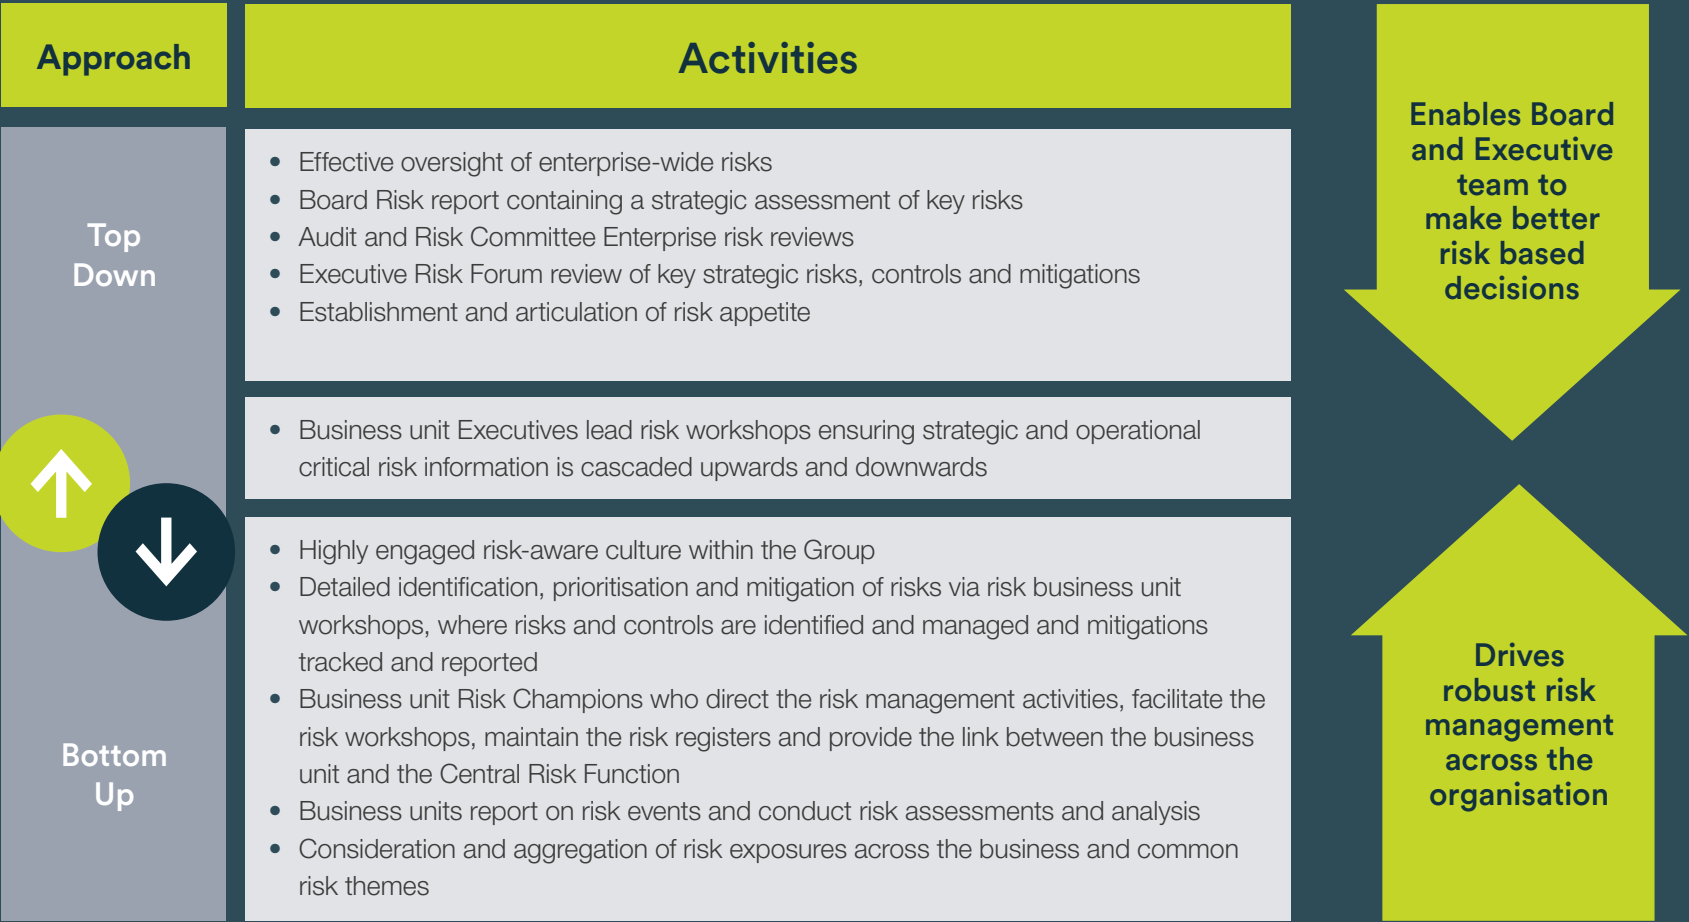 Approach
Activities
Top
Down
• Effective oversight of enterprise-wide risks
• Board Risk report containing a strategic assessment of key risks
• Audit and Risk Committee Enterprise risk reviews
• Executive Risk Forum review of key strategic risks, controls and mitigations
• Establishment and articulation of risk appetite
• Business unit Executives lead risk workshops ensuring strategic and operational
critical risk information is cascaded upwards and downwards
Bottom
Up
• Highly engaged risk-aware culture within the Group
• Detailed identification, prioritisation and mitigation of risks via risk business unit
workshops, where risks and controls are identified and managed and mitigations
tracked and reported
• Business unit Risk Champions who direct the risk management activities, facilitate the
risk workshops, maintain the risk registers and provide the link between the business
unit and the Central Risk Function
• Business units report on risk events and conduct risk assessments and analysis
• Consideration and aggregation of risk exposures across the business and common
risk themes
Enables Board
and Executive
team to
make better
risk based
decisions
Drives
robust risk
management
across the
organisation